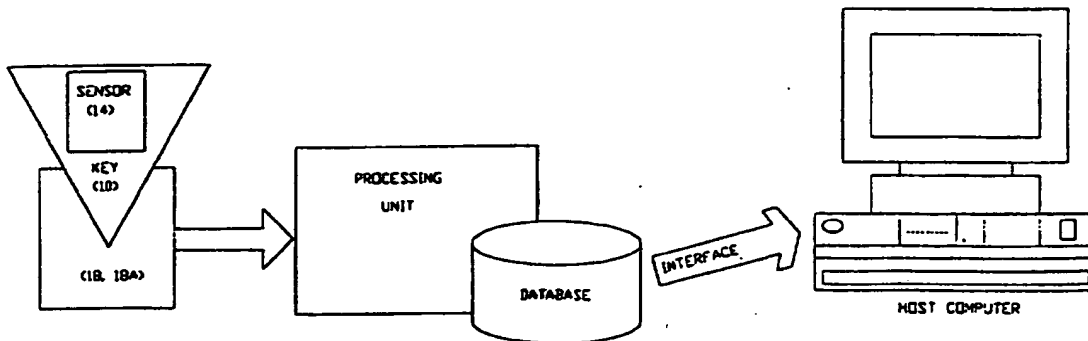 SENSOR
(14)
KEY
(10)
(18, 18A)
PROCESSING
UNIT
DATABASE
INTERFACE
HOST COMPUTER